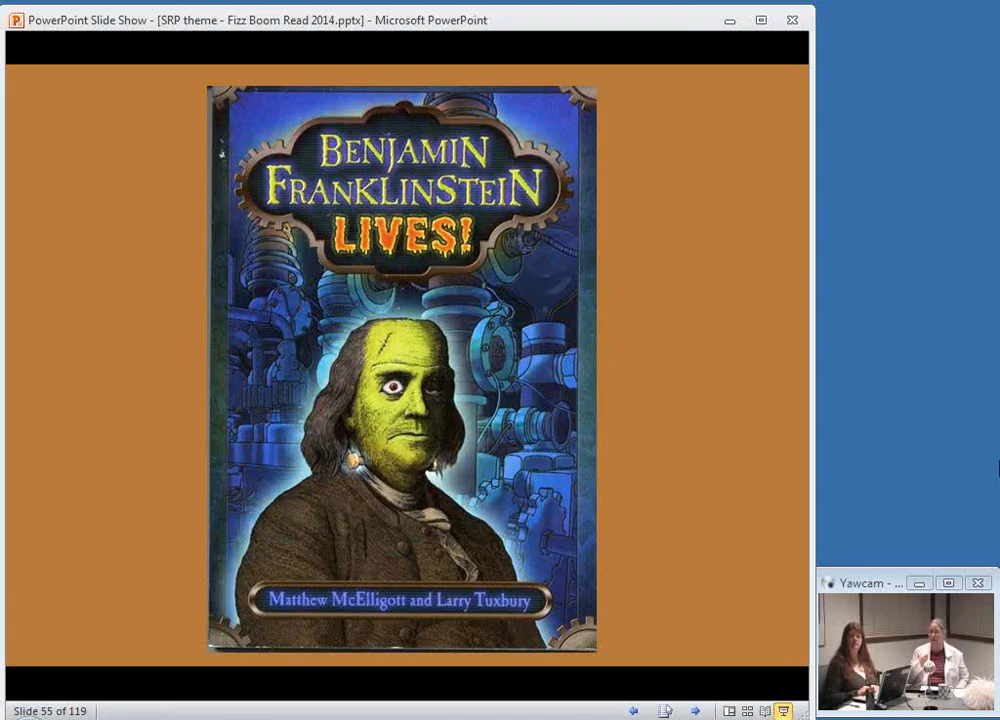 PowerPoint Slide Show - [SRP theme - Fizz Boom Read 2014.pptx] - Microsoft PowerPoint
BENJAMIN
FRANKLINSTEIN
LIVES!
Matthew McElligott and Larry Tuxbury
Yawcam - ...
Slide 55 of 119